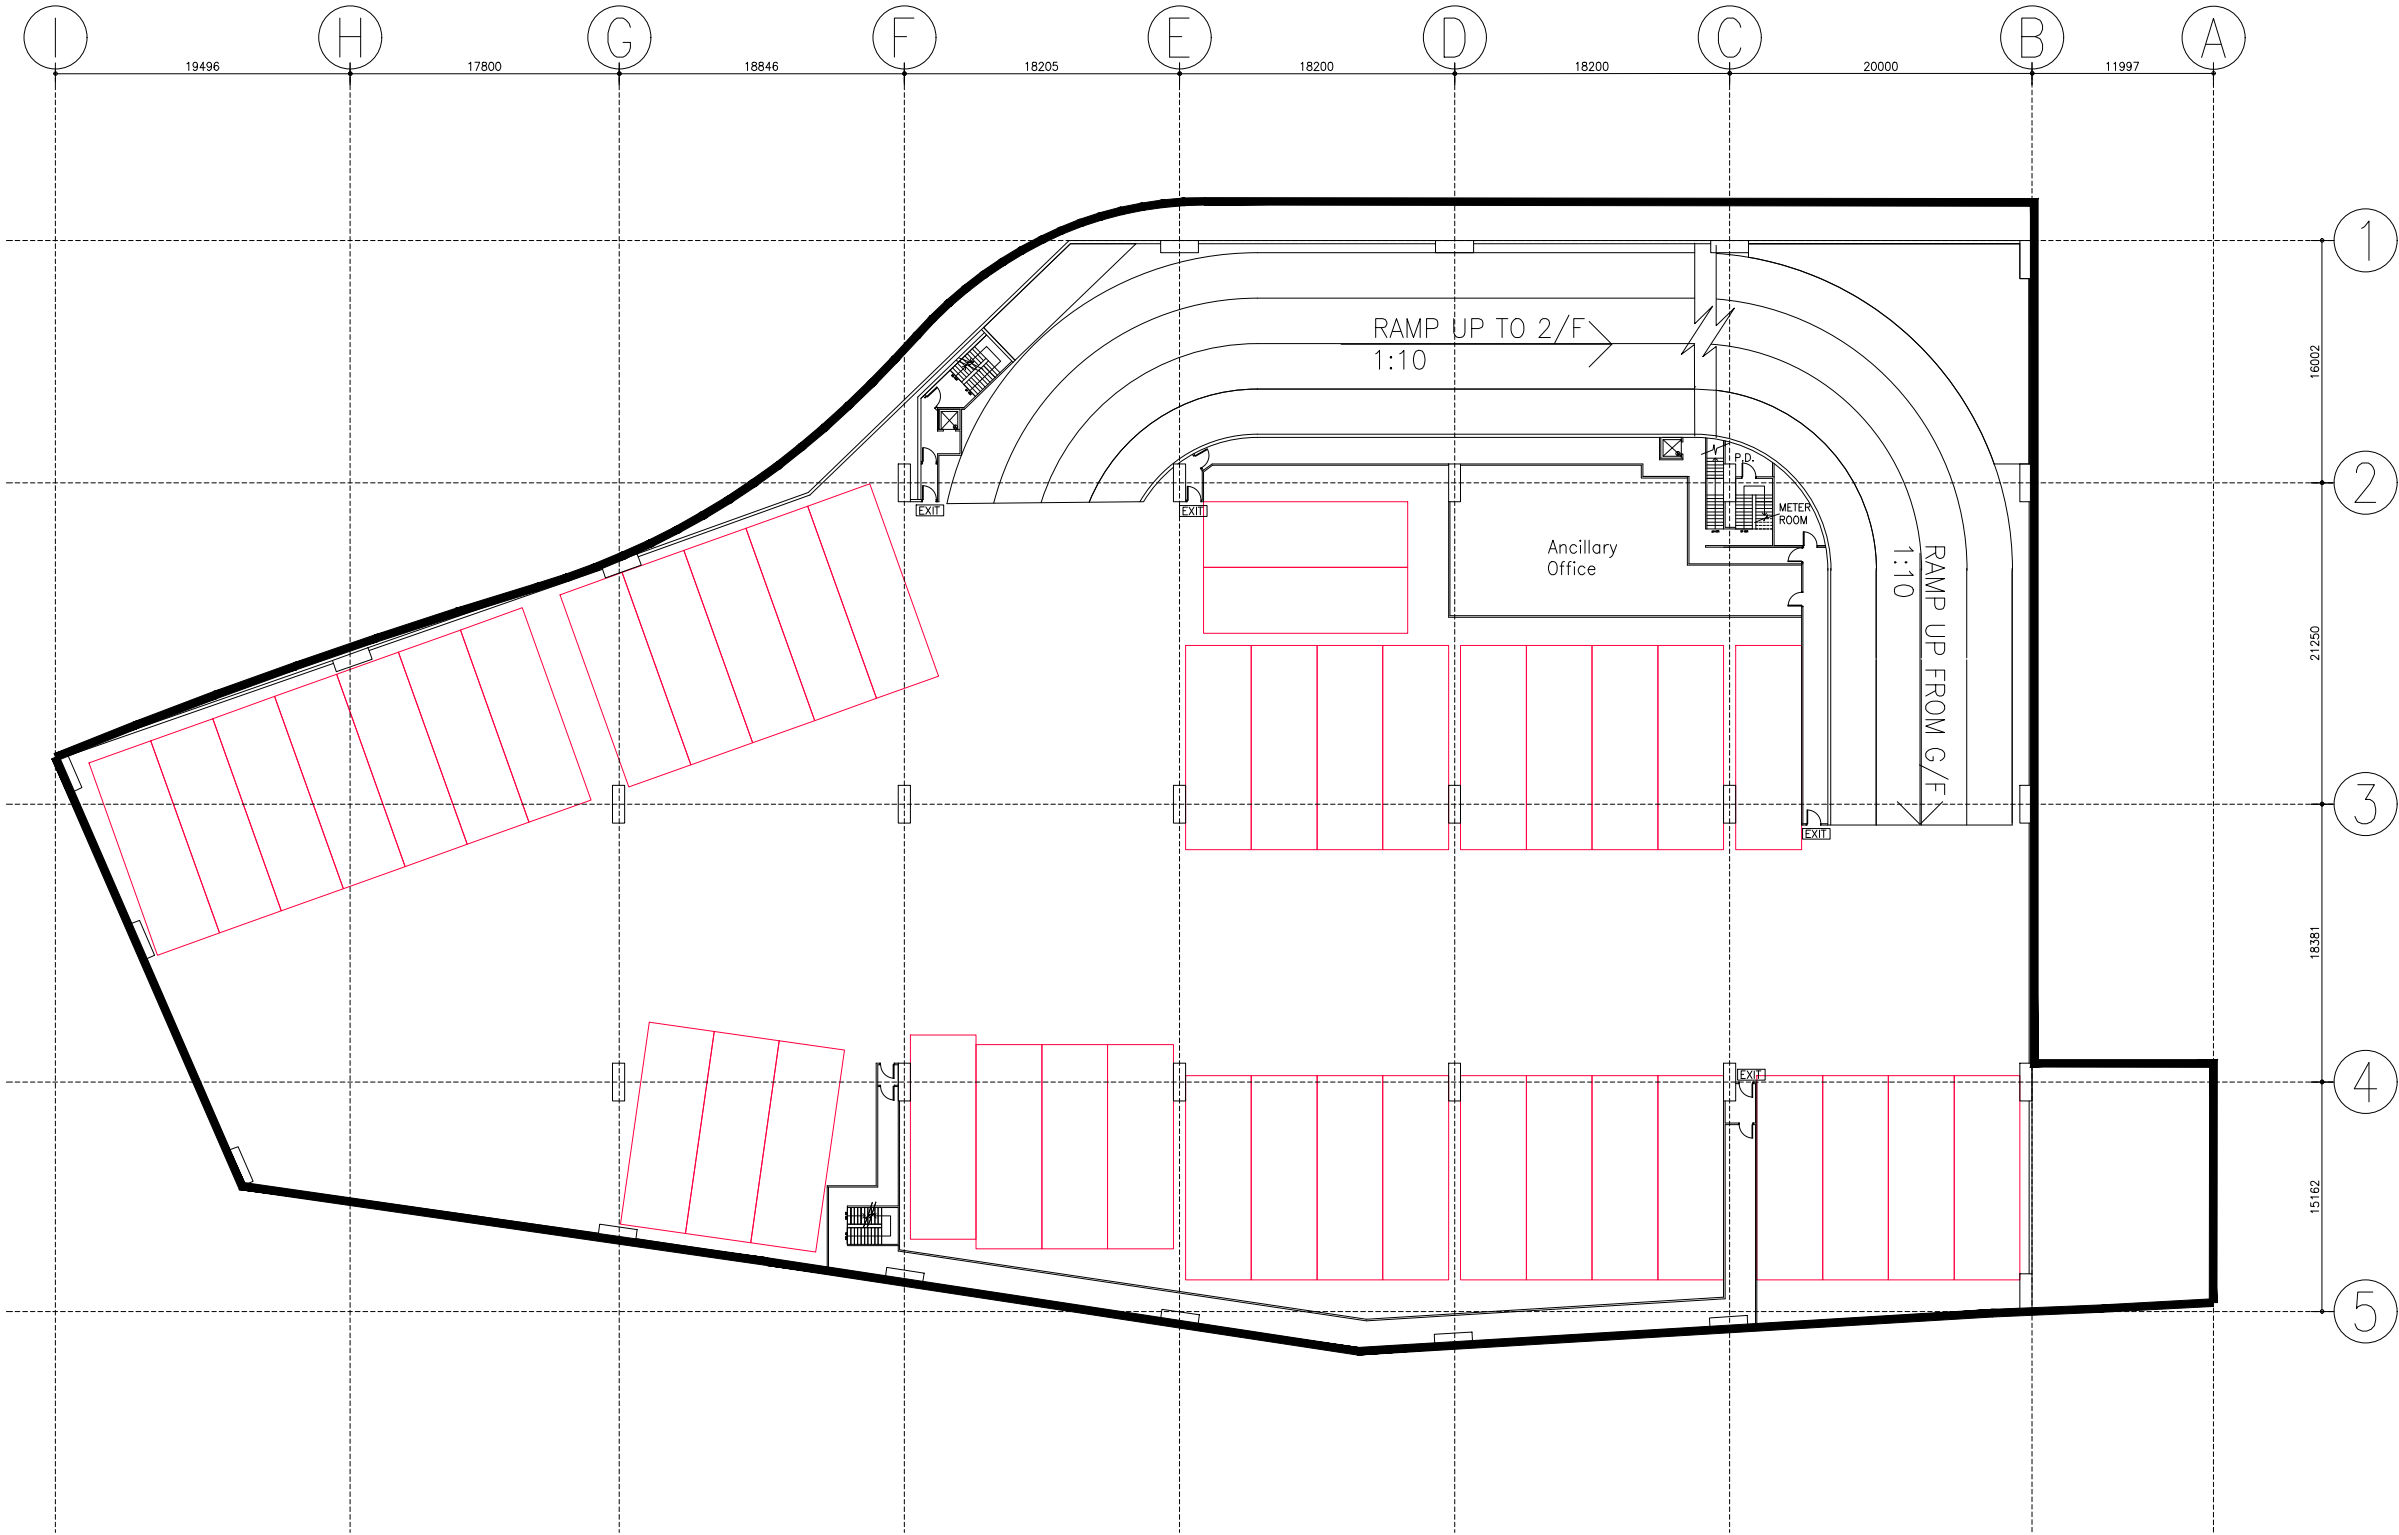 I H G F E D C B A
19496 17800 18846 18205 18200 18200 20000 11997
1
RAMP UP TO 2/F
1:10
16002
P.D.
2
EXIT
EXIT
METER
ROOM
Ancillary
Office
RAMP UP FROM G/F
1:10
21250
3
EXIT
18381
EXIT
4
15162
5